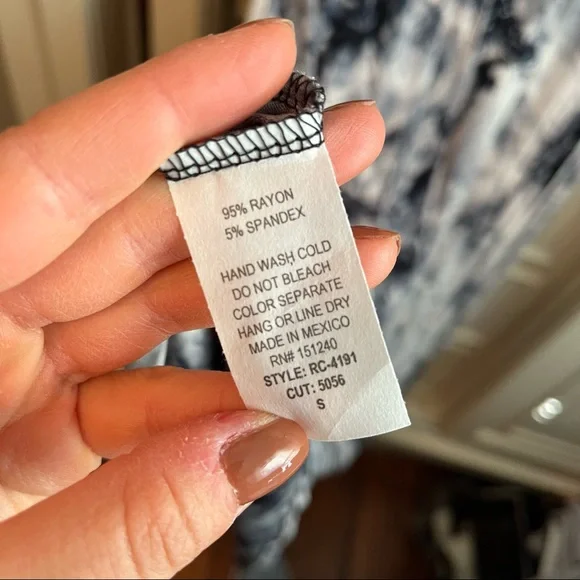 95% RAYON
5% SPANDEX
HAND WASH COLD
DO NOT BLEACH
COLOR SEPARATE
HANG OR LINE DRY
MADE IN MEXICO
RN# 151240
STYLE: RC-4191
CUT: 5056
S